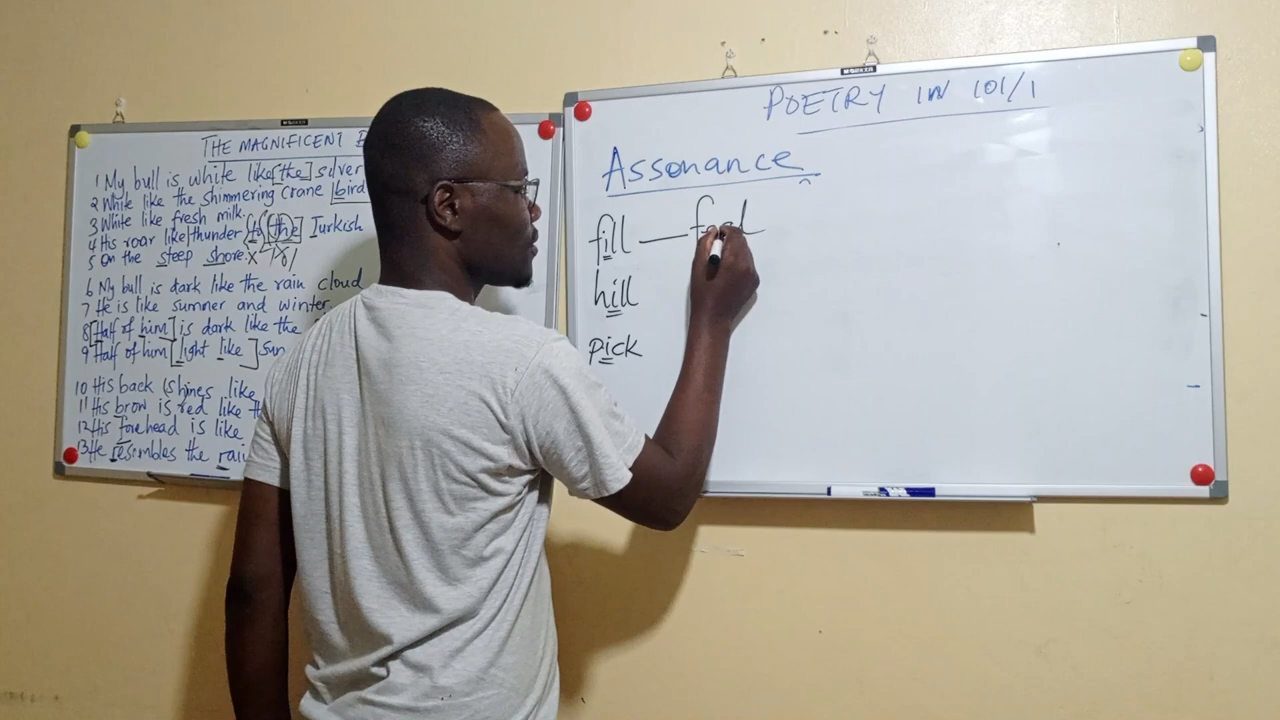 THE MAGNIFICENT
1 My bull is white like [the] silver
2 White like the shimmering crane bird
3 White like fresh milk.
4 His roar like thunder to the] Turkish
5 On the steep shore.
6 My bull is dark like the rain cloud
7 He is like summer and winter
8 [Half of him] is dark like the
9 Half of him [light like] sun
10 His back shines like
11 His brow is red like the
12 His forehead is like
13 He resembles the rain
POETRY IN 101/1
Assonance
fill —
hill
pick